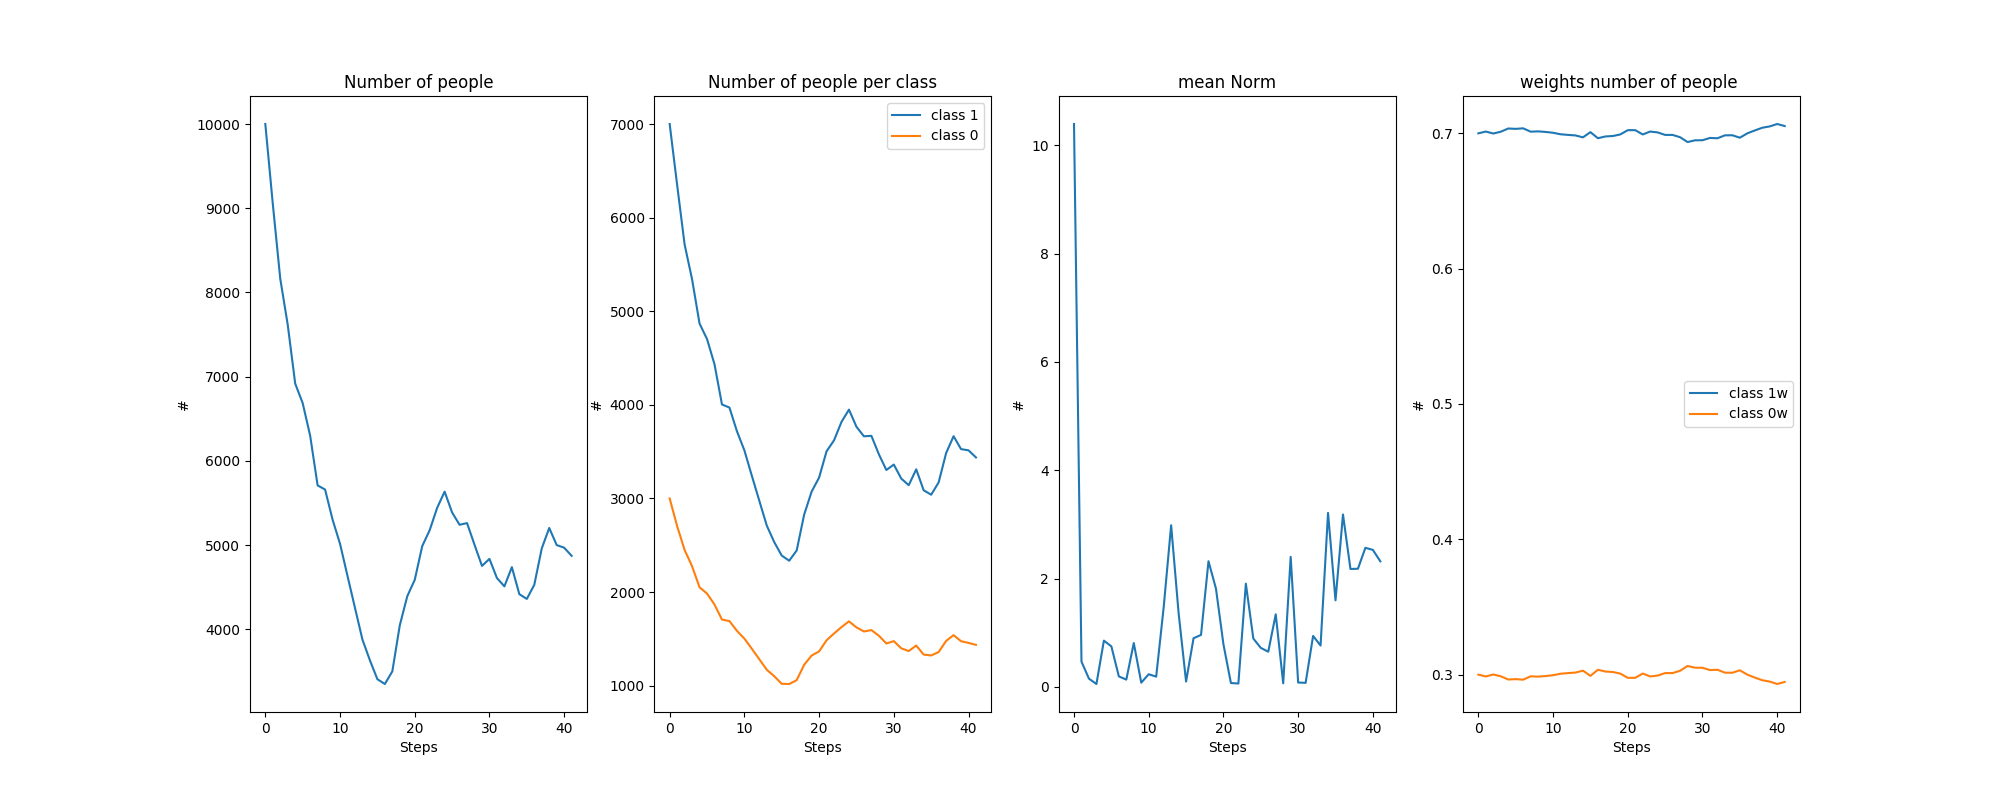 Number of people
10000
9000
8000
7000
6000
5000
4000
#
0 10 20 30 40
Steps
Number of people per class
class 1
class 0
7000
6000
5000
4000
3000
2000
1000
#
0 10 20 30 40
Steps
mean Norm
10
8
6
4
2
0
#
0 10 20 30 40
Steps
weights number of people
0.7
0.6
0.5
0.4
0.3
#
class 1w
class 0w
0 10 20 30 40
Steps